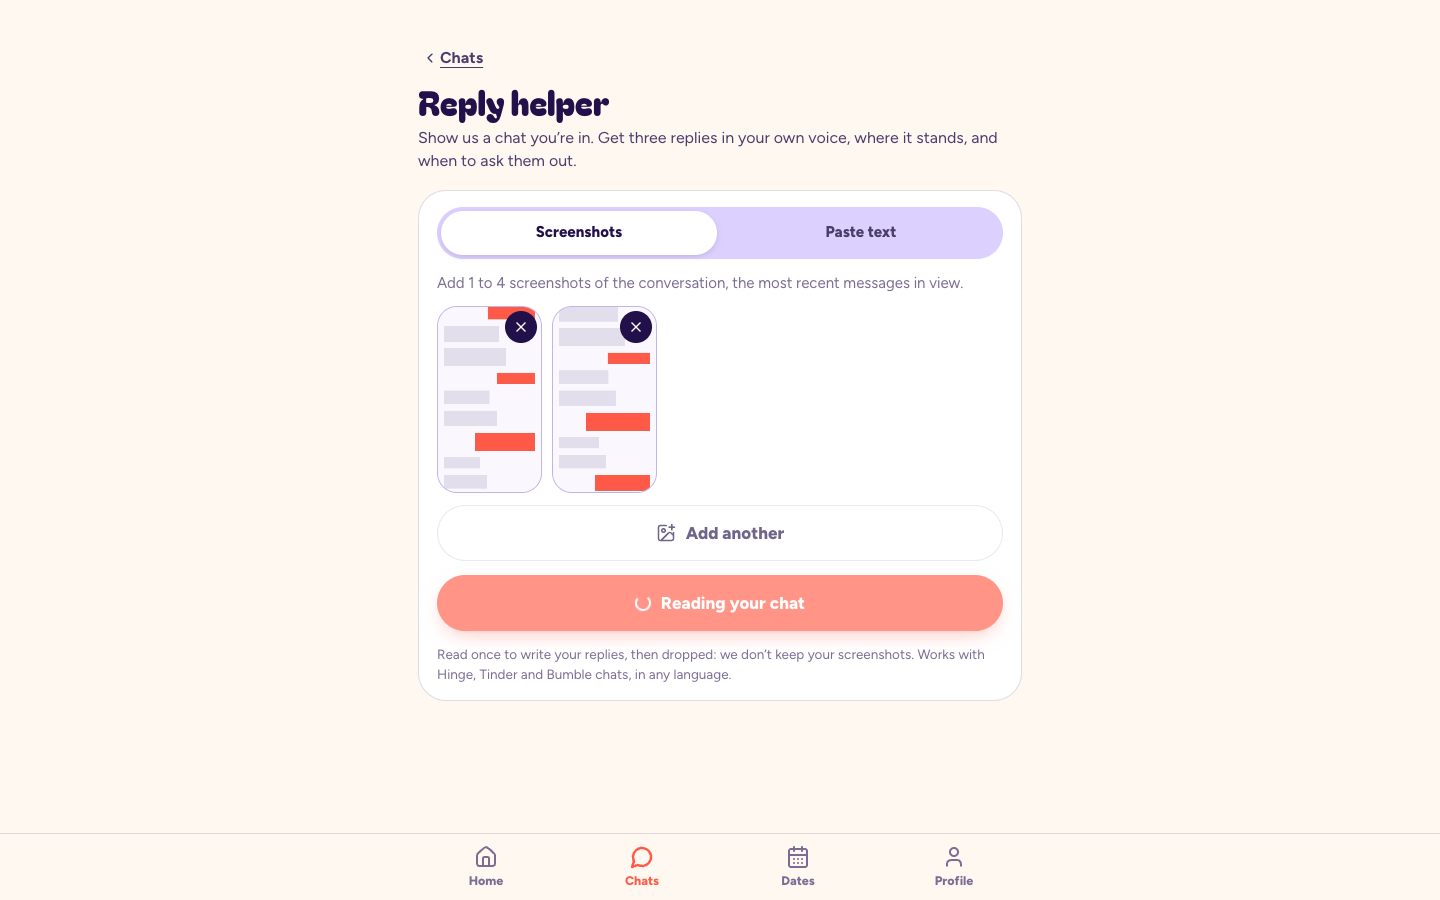 Chats
Reply helper
Show us a chat you’re in. Get three replies in your own voice, where it stands, and
when to ask them out.
Screenshots
Paste text
Add 1 to 4 screenshots of the conversation, the most recent messages in view.
Add another
Reading your chat
Read once to write your replies, then dropped: we don’t keep your screenshots. Works with
Hinge, Tinder and Bumble chats, in any language.
Home
Chats
Dates
Profile